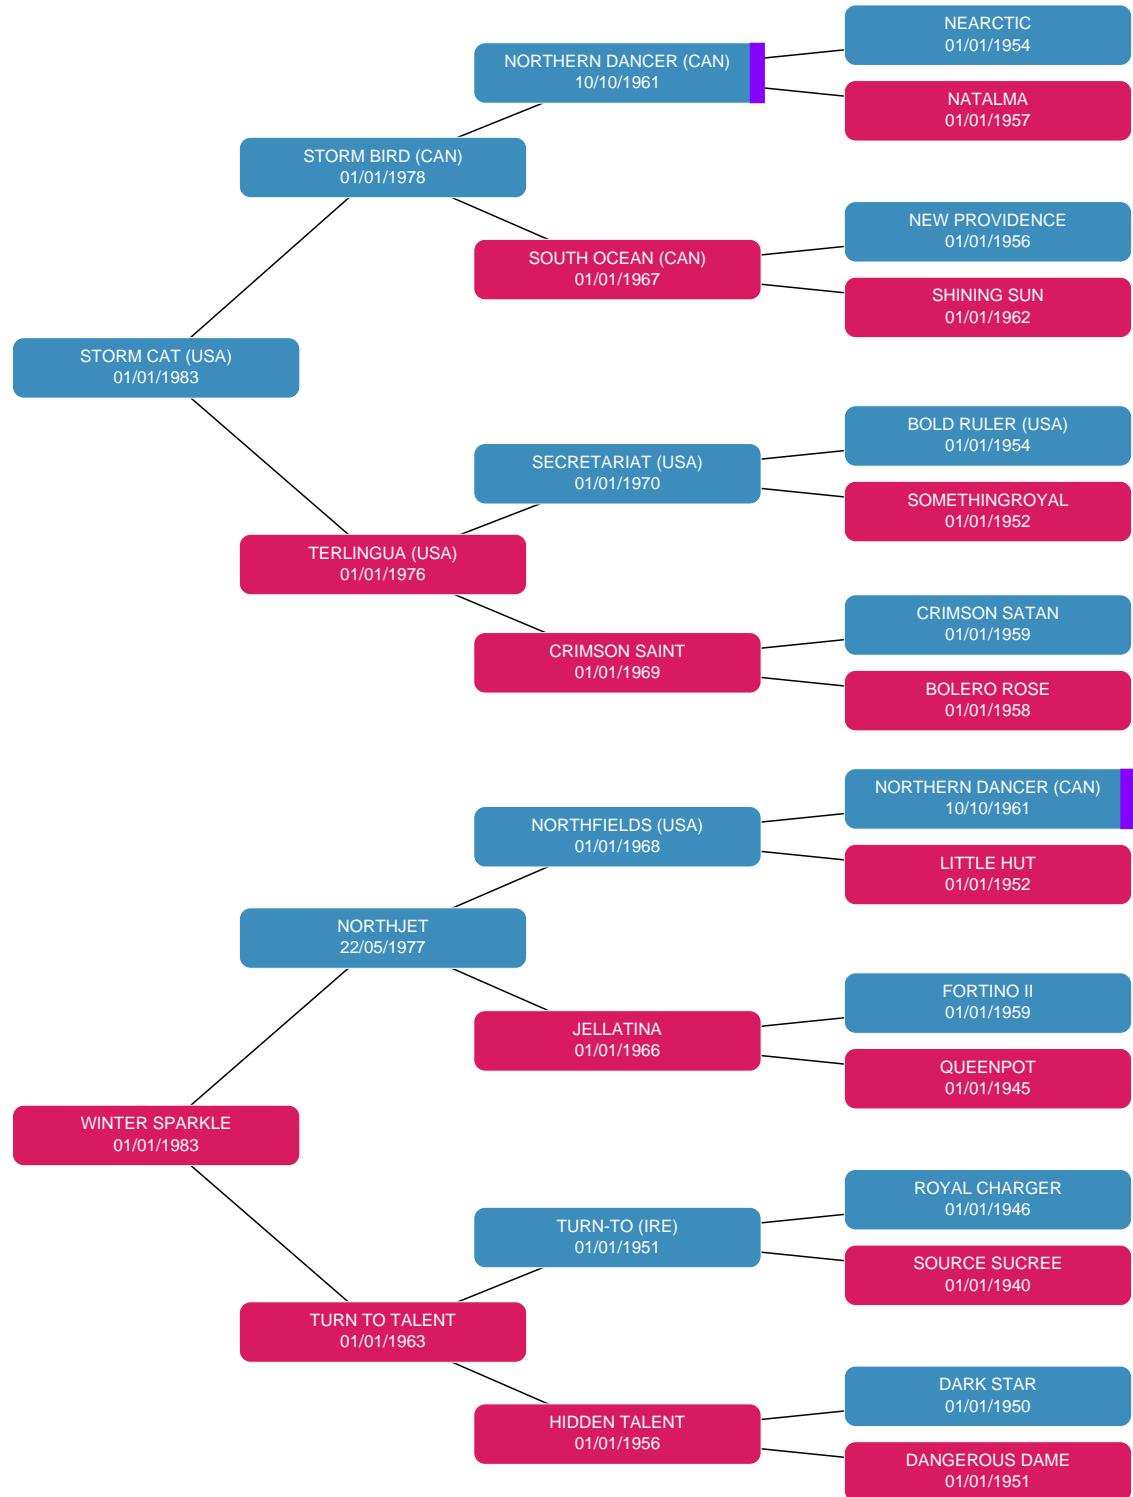 NEARCTIC
01/01/1954
NORTHERN DANCER (CAN)
10/10/1961
NATALMA
01/01/1957
STORM BIRD (CAN)
01/01/1978
NEW PROVIDENCE
01/01/1956
SOUTH OCEAN (CAN)
01/01/1967
SHINING SUN
01/01/1962
STORM CAT (USA)
01/01/1983
BOLD RULER (USA)
01/01/1954
SECRETARIAT (USA)
01/01/1970
SOMETHINGROYAL
01/01/1952
TERLINGUA (USA)
01/01/1976
CRIMSON SATAN
01/01/1959
CRIMSON SAINT
01/01/1969
BOLERO ROSE
01/01/1958
NORTHERN DANCER (CAN)
10/10/1961
NORTHFIELDS (USA)
01/01/1968
LITTLE HUT
01/01/1952
NORTHJET
22/05/1977
FORTINO II
01/01/1959
JELLATINA
01/01/1966
QUEENPOT
01/01/1945
WINTER SPARKLE
01/01/1983
ROYAL CHARGER
01/01/1946
TURN-TO (IRE)
01/01/1951
SOURCE SUCREE
01/01/1940
TURN TO TALENT
01/01/1963
DARK STAR
01/01/1950
HIDDEN TALENT
01/01/1956
DANGEROUS DAME
01/01/1951